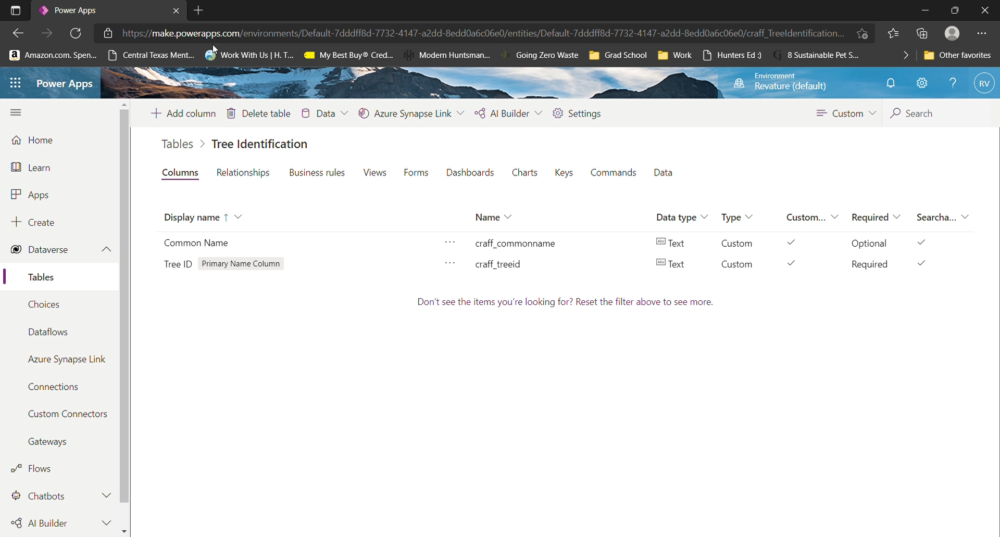 Power Apps
https://make.powerapps.com/environments/Default-7dddff8d-7732-4147-a2dd-8edd0a6c06e0/entities/Default-7dddff8d-7732-4147-a2dd-8edd0a6c06e0/craff_TreeIdentification...
Amazon.com. Spen... Central Texas Ment... Work With Us | H. T... My Best Buy® Cred... Modern Huntsman... Going Zero Waste Grad School Work Hunters Ed :) 8 Sustainable Pet S... Other favorites
Power Apps
Environment
Revature (default)
RV
Add column Delete table Data Azure Synapse Link AI Builder Settings Custom Search
Home
Learn
Apps
Create
Dataverse
Tables
Choices
Dataflows
Azure Synapse Link
Connections
Custom Connectors
Gateways
Flows
Chatbots
AI Builder
Tables > Tree Identification
Columns Relationships Business rules Views Forms Dashboards Charts Keys Commands Data
Display name ↑ Name Data type Type Custom... Required Searcha...
Common Name ... craff_commonname Abc Text Custom ✓ Optional ✓
Tree ID Primary Name Column ... craff_treeid Abc Text Custom ✓ Required ✓
Don't see the items you're looking for? Reset the filter above to see more.